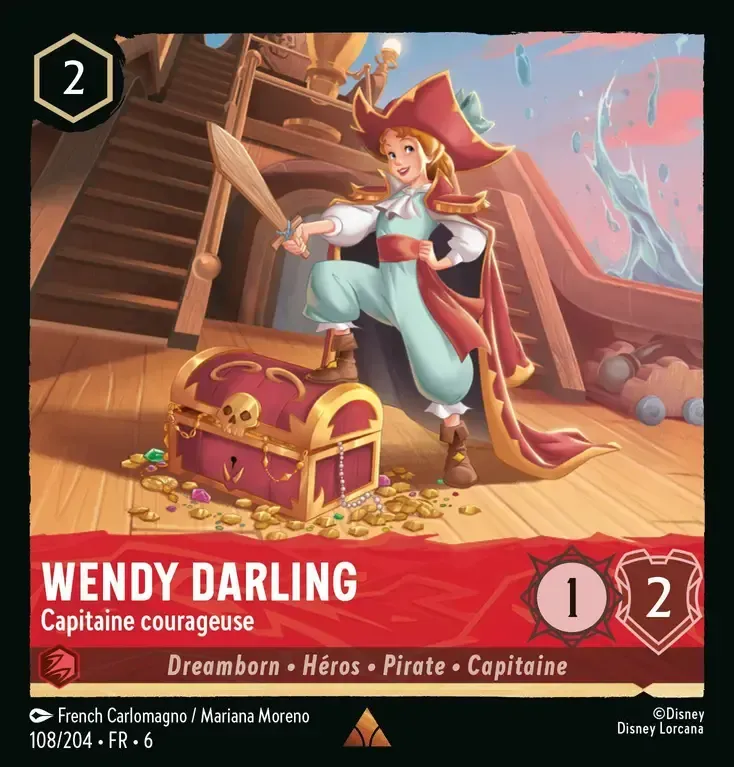 2
WENDY DARLING
Capitaine courageuse
1
2
Dreamborn • Héros • Pirate • Capitaine
French Carlomagno / Mariana Moreno
©Disney
108/204 • FR • 6
Disney Lorcana